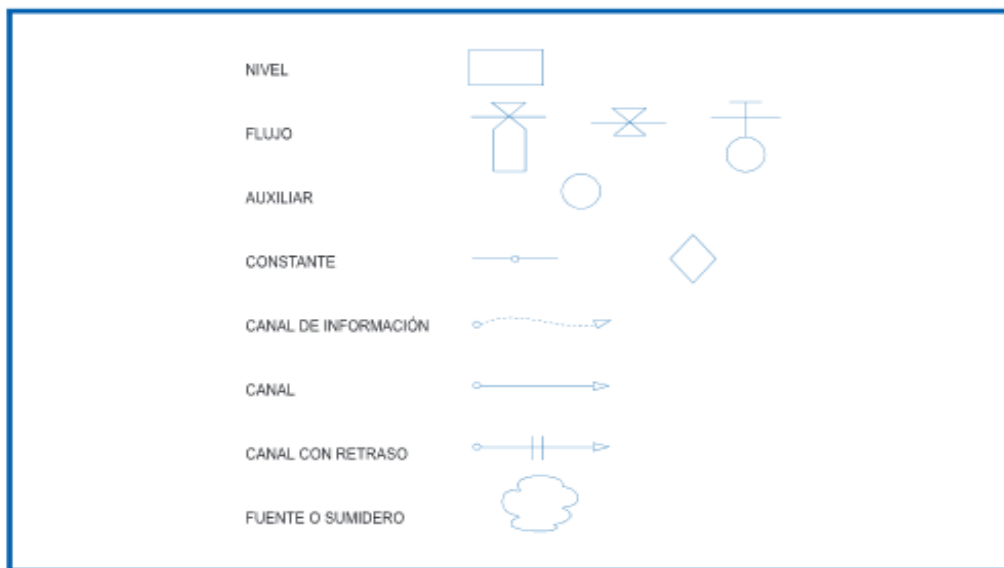 NIVEL
FLUJO
AUXILIAR
CONSTANTE
CANAL DE INFORMACIÓN
CANAL
CANAL CON RETRASO
FUENTE O SUMIDERO